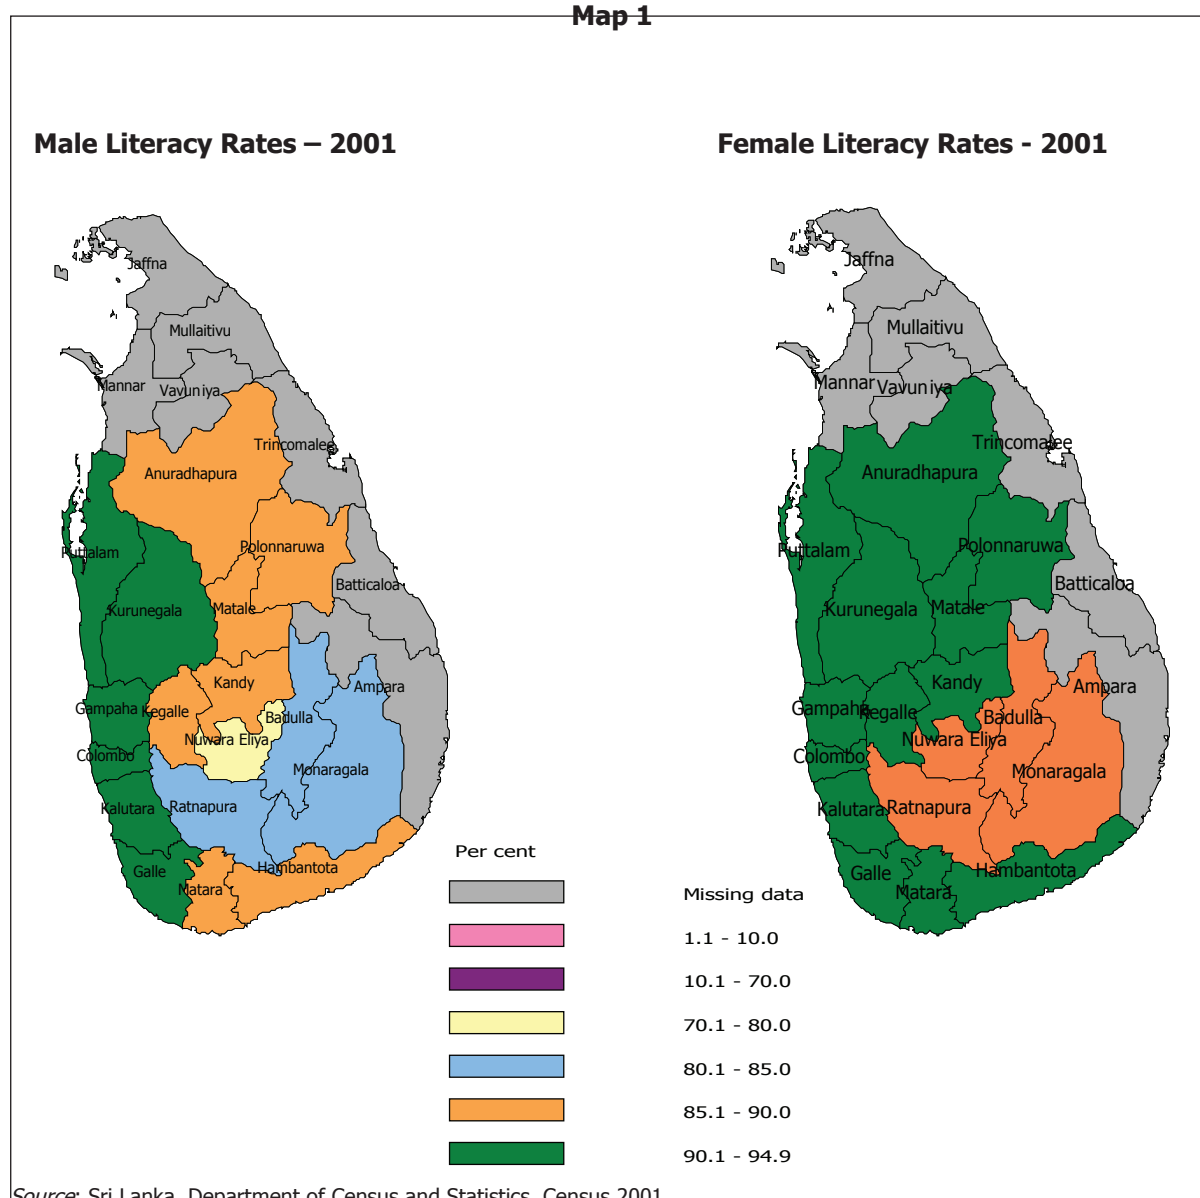 Map 1
Male Literacy Rates – 2001
Female Literacy Rates - 2001
Jaffna
Mullaitivu
Mannar
Vavuniya
Trincomalee
Anuradhapura
Polonnaruwa
Puttalam
Batticaloa
Kurunegala
Matale
Kandy
Ampara
Gampaha
Kegalle
Badulla
Nuwara Eliya
Colombo
Monaragala
Kalutara
Ratnapura
Galle
Hambantota
Matara
Jaffna
Mullaitivu
Mannar
Vavuniya
Trincomalee
Anuradhapura
Polonnaruwa
Puttalam
Batticaloa
Kurunegala
Matale
Kandy
Ampara
Gampaha
Kegalle
Badulla
Nuwara Eliya
Colombo
Monaragala
Kalutara
Ratnapura
Galle
Hambantota
Matara
Per cent
Missing data
1.1 - 10.0
10.1 - 70.0
70.1 - 80.0
80.1 - 85.0
85.1 - 90.0
90.1 - 94.9
Source: Sri Lanka, Department of Census and Statistics, Census 2001